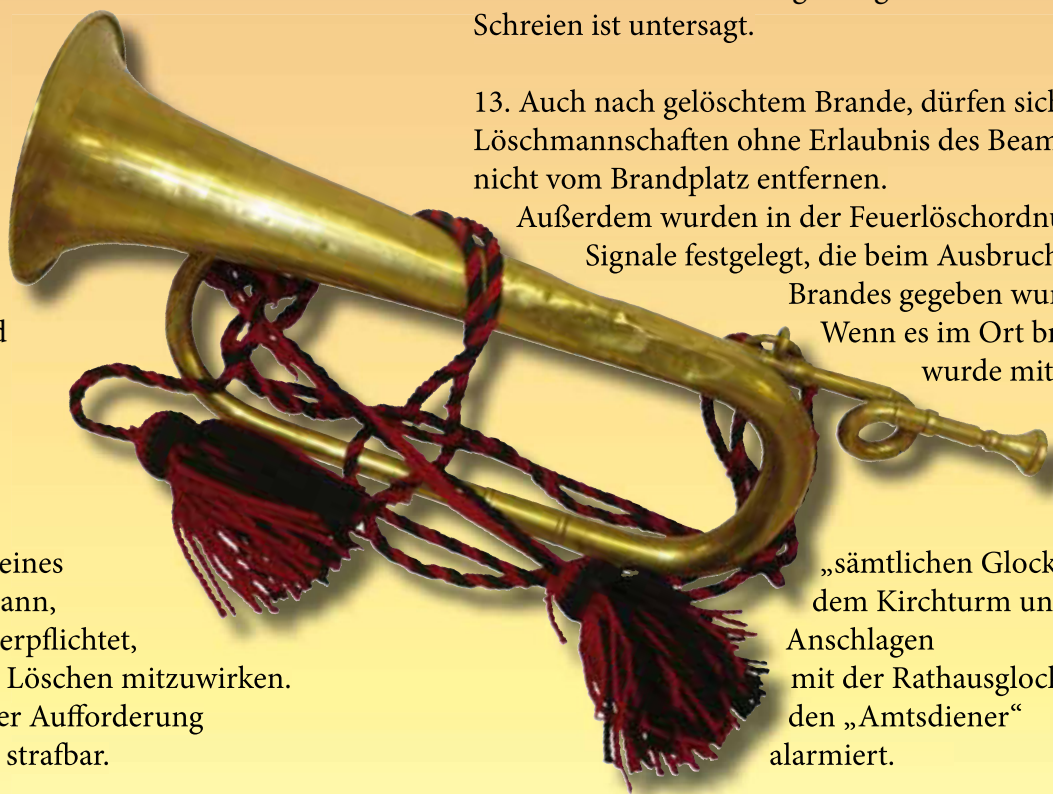 d
eines
ann,
erpflichtet,
Löschen mitzuwirken.
er Aufforderung
strafbar.
Schreien ist untersagt.
13. Auch nach gelöschtem Brande, dürfen sich
Löschmannschaften ohne Erlaubnis des Beam
nicht vom Brandplatz entfernen.
Außerdem wurden in der Feuerlöschordnu
Signale festgelegt, die beim Ausbruch
Brandes gegeben wur
Wenn es im Ort br
wurde mit
„sämtlichen Glock
dem Kirchturm un
Anschlagen
mit der Rathausglock
den „Amtsdiener“
alarmiert.